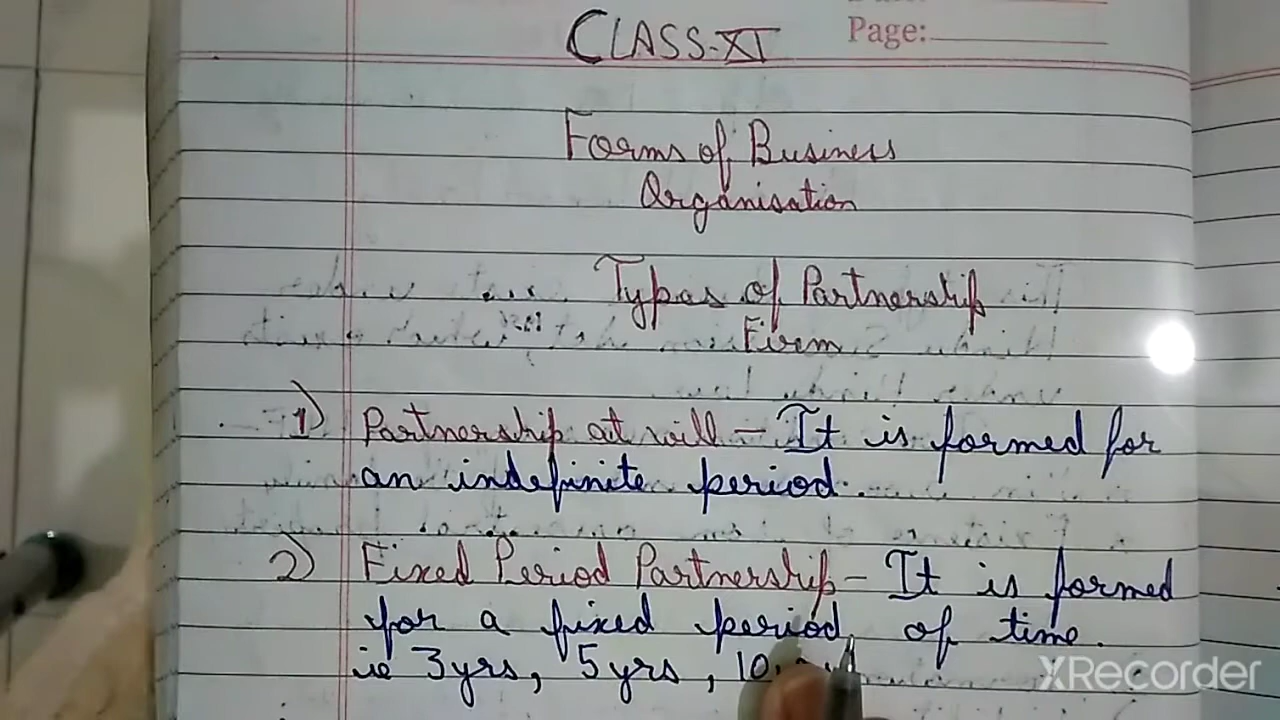 CLASS-XI
Page:
Forms of Business
Organisation
Types of Partnership
Firm
1) Partnership at will - It is formed for
an indefinite period.
2) Fixed Period Partnership - It is formed
for a fixed period, of time.
ie 3yrs, 5yrs, 10
XRecorder